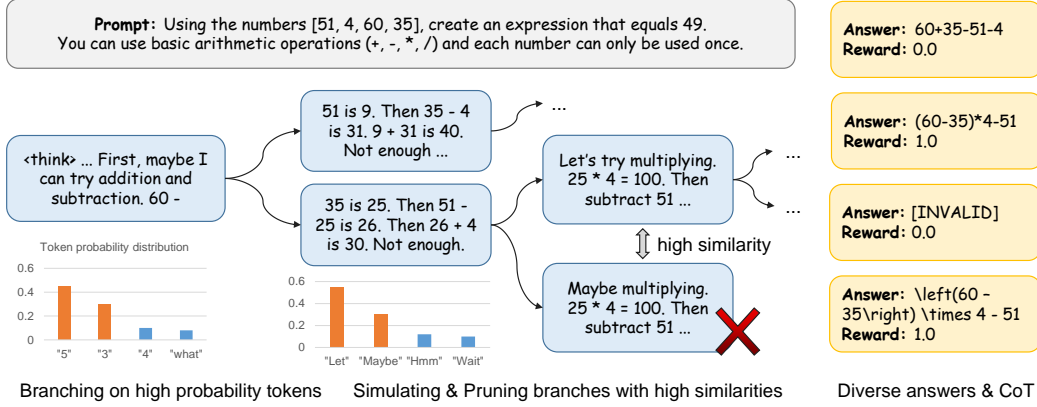 Prompt: Using the numbers [51, 4, 60, 35], create an expression that equals 49.
You can use basic arithmetic operations (+, -, *, /) and each number can only be used once.
<think> ... First, maybe I
can try addition and
subtraction. 60 -
51 is 9. Then 35 - 4
is 31. 9 + 31 is 40.
Not enough ...
...
35 is 25. Then 51 -
25 is 26. Then 26 + 4
is 30. Not enough.
Let's try multiplying.
25 * 4 = 100. Then
subtract 51 ...
...
...
high similarity
Maybe multiplying.
25 * 4 = 100. Then
subtract 51 ...
Token probability distribution
0.6
0.4
0.2
0
"5" "3" "4" "what"
0.6
0.4
0.2
0
"Let" "Maybe" "Hmm" "Wait"
Answer: 60+35-51-4
Reward: 0.0
Answer: (60-35)*4-51
Reward: 1.0
Answer: [INVALID]
Reward: 0.0
Answer: \left(60 –
35\right) \times 4 - 51
Reward: 1.0
Branching on high probability tokens
Simulating & Pruning branches with high similarities
Diverse answers & CoT